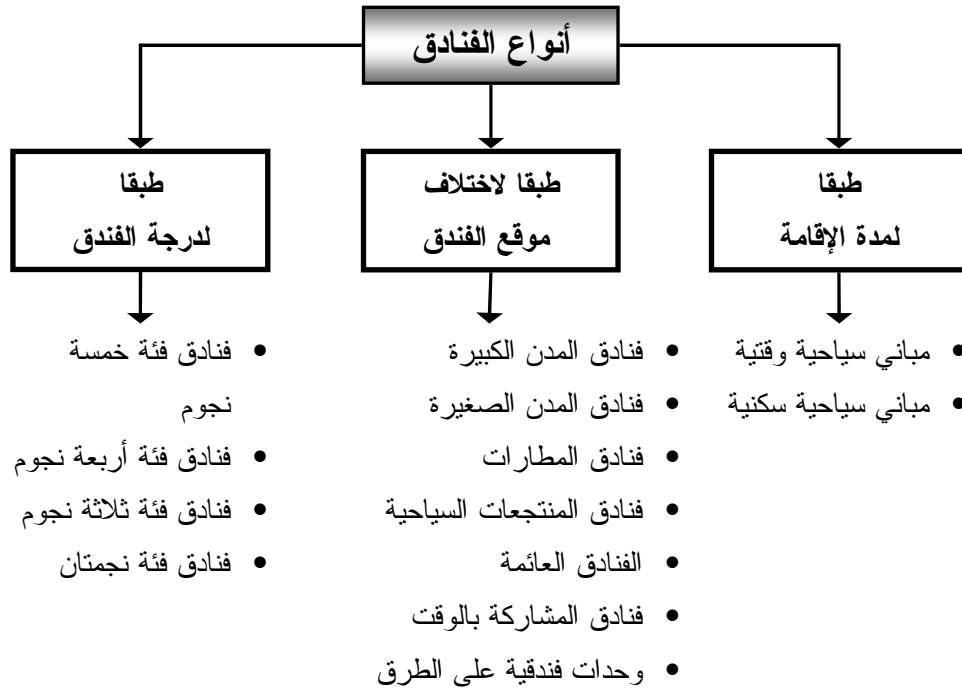 أنواع الفنادق
طبقا
لمدة الإقامة
• مباني سياحية وقتية
• مباني سياحية سكنية
طبقا لاختلاف
موقع الفندق
• فنادق المدن الكبيرة
• فنادق المدن الصغيرة
• فنادق المطارات
• فنادق المنتجعات السياحية
• الفنادق العائمة
• فنادق المشاركة بالوقت
• وحدات فندقية على الطرق
طبقا
لدرجة الفندق
• فنادق فئة خمسة
نجوم
• فنادق فئة أربعة نجوم
• فنادق فئة ثلاثة نجوم
• فنادق فئة نجمتان